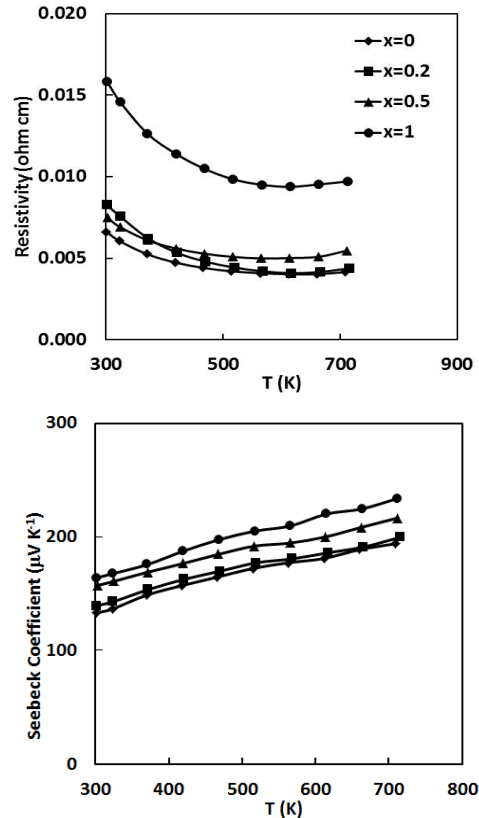 0.020
0.015
0.010
0.005
0.000
Resistivity (ohm cm)
x=0
x=0.2
x=0.5
x=1
300 500 700 900
T (K)
300
200
100
0
Seebeck Coefficient (µV K⁻¹)
300 400 500 600 700 800
T (K)